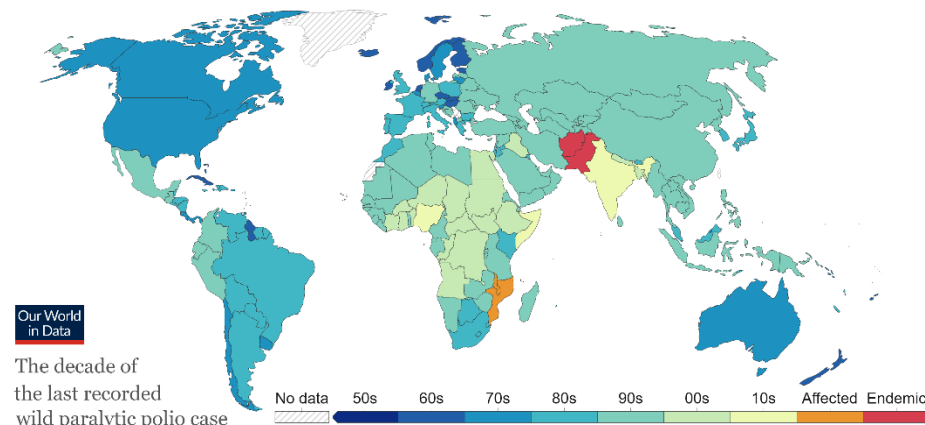 Our World
in Data
The decade of
the last recorded
wild paralytic polio case
No data 50s 60s 70s 80s 90s 00s 10s Affected Endemic